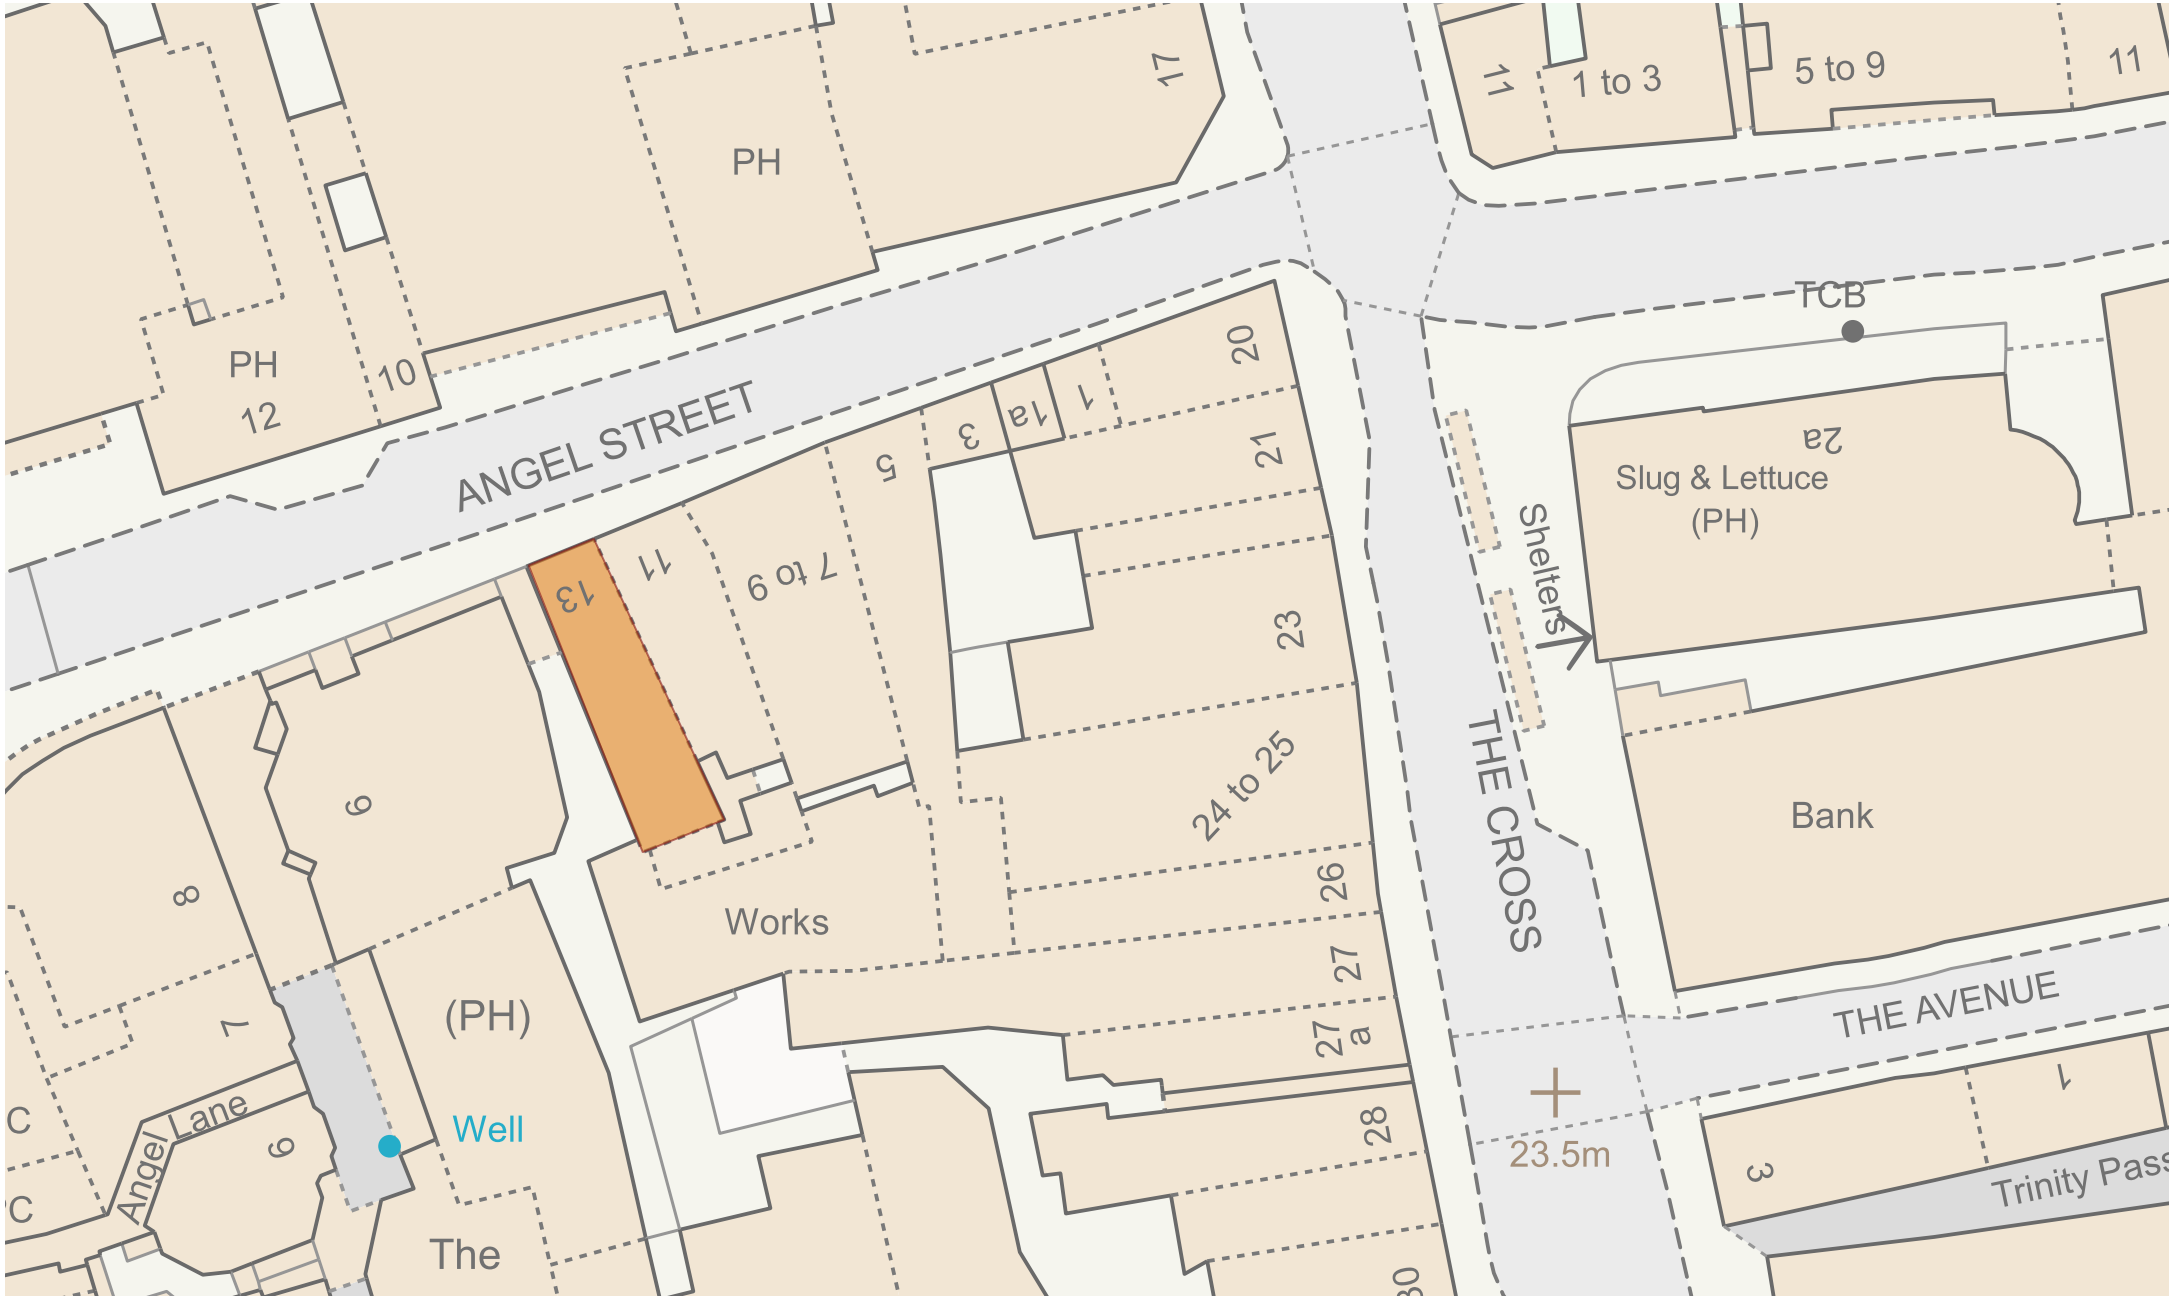 17
11
1 to 3
5 to 9
11
PH
TCB
PH
12
10
ANGEL STREET
20
1
1a
3
5
21
2a
Slug & Lettuce
(PH)
Shelters
11
7 to 9
13
23
24 to 25
THE CROSS
Bank
6
8
26
Works
27
27
a
THE AVENUE
(PH)
7
Well
Angel Lane
C
6
28
23.5m
1
3
Trinity Pass
C
The
30